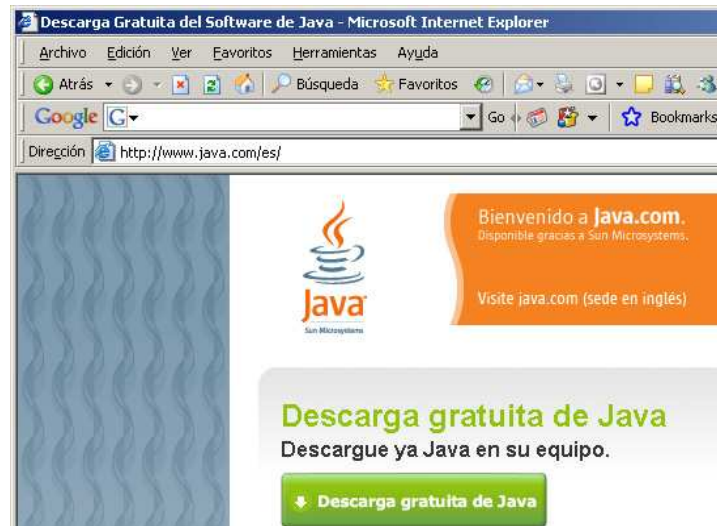 Descarga Gratuita del Software de Java - Microsoft Internet Explorer
Archivo Edición Ver Favoritos Herramientas Ayuda
Atrás Búsqueda Favoritos
Google G Go Bookmarks
Dirección http://www.java.com/es/
Bienvenido a Java.com.
Disponible gracias a Sun Microsystems.
Visite java.com (sede en inglés)
Java
Sun Microsystems
Descarga gratuita de Java
Descargue ya Java en su equipo.
Descarga gratuita de Java